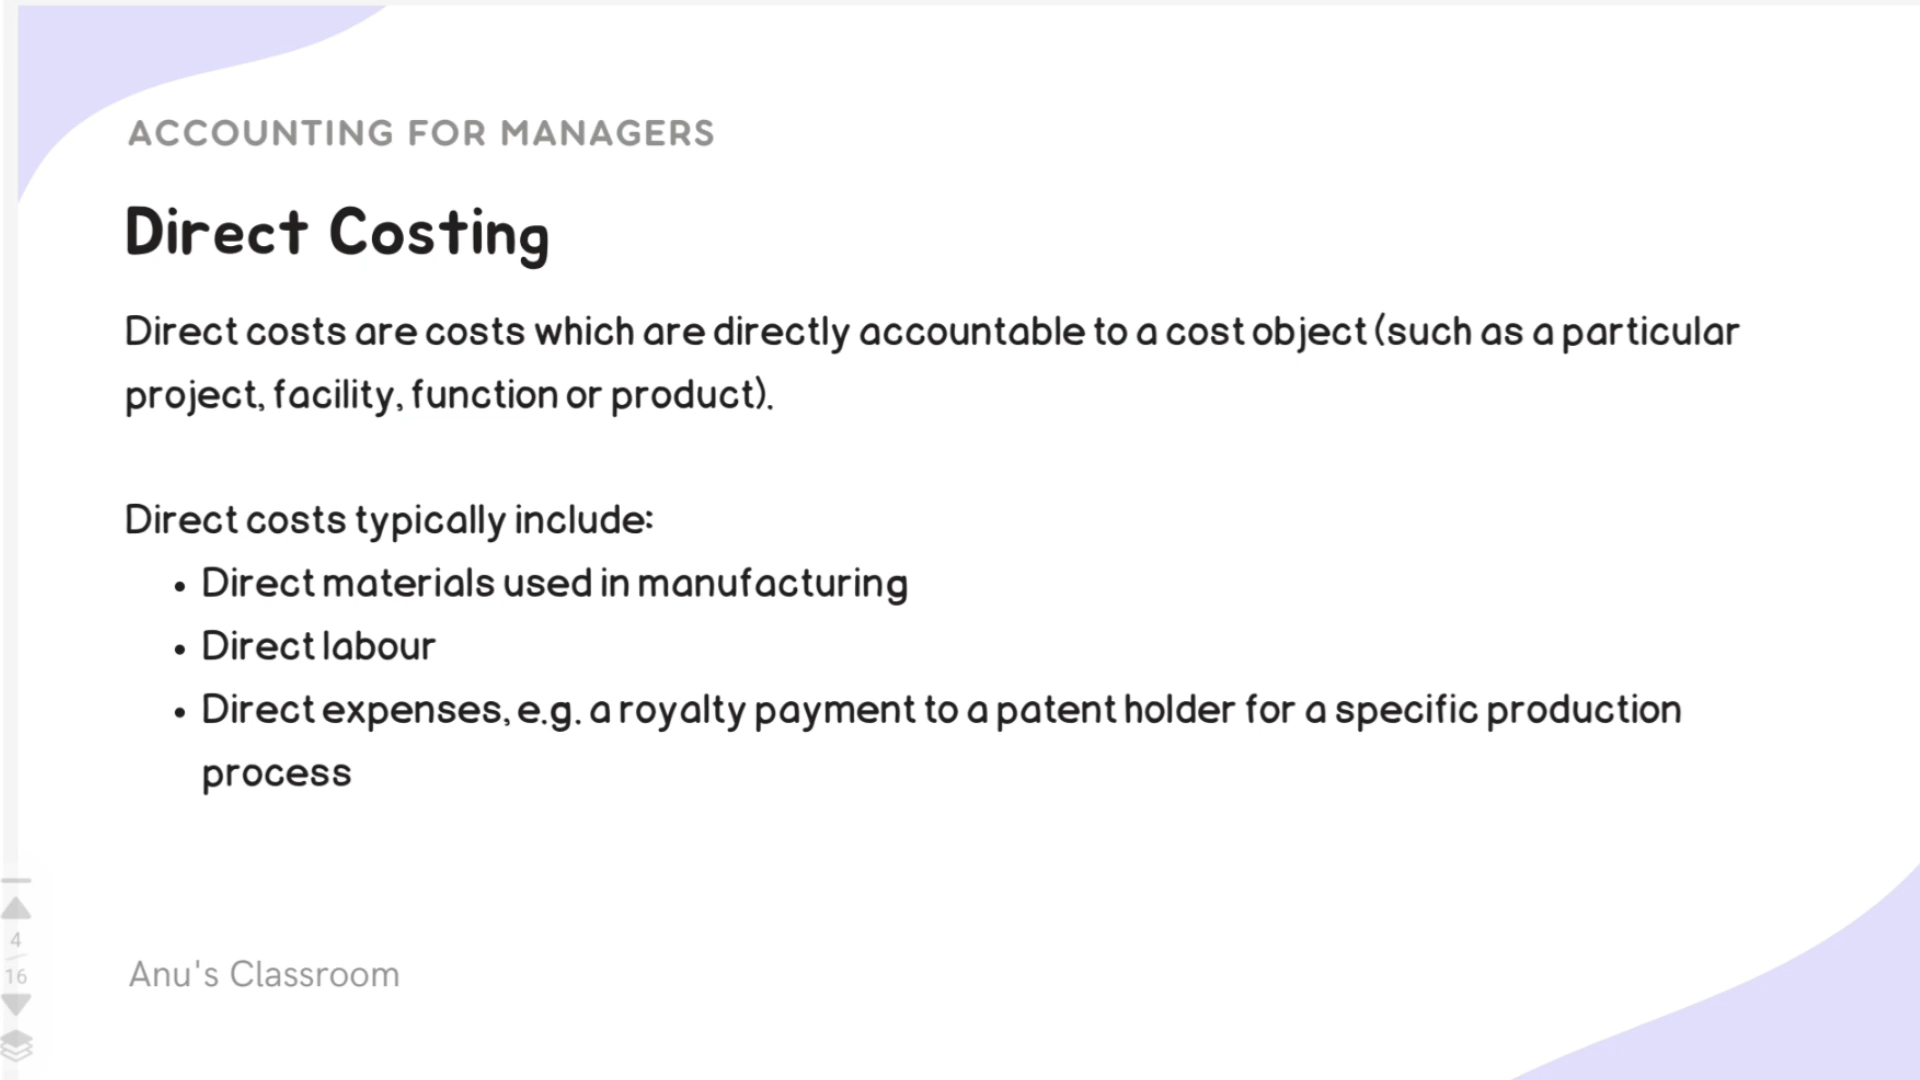 ACCOUNTING FOR MANAGERS
Direct Costing
Direct costs are costs which are directly accountable to a cost object (such as a particular
project, facility, function or product).
Direct costs typically include:
• Direct materials used in manufacturing
• Direct labour
• Direct expenses, e.g. a royalty payment to a patent holder for a specific production
process
4
16
Anu's Classroom